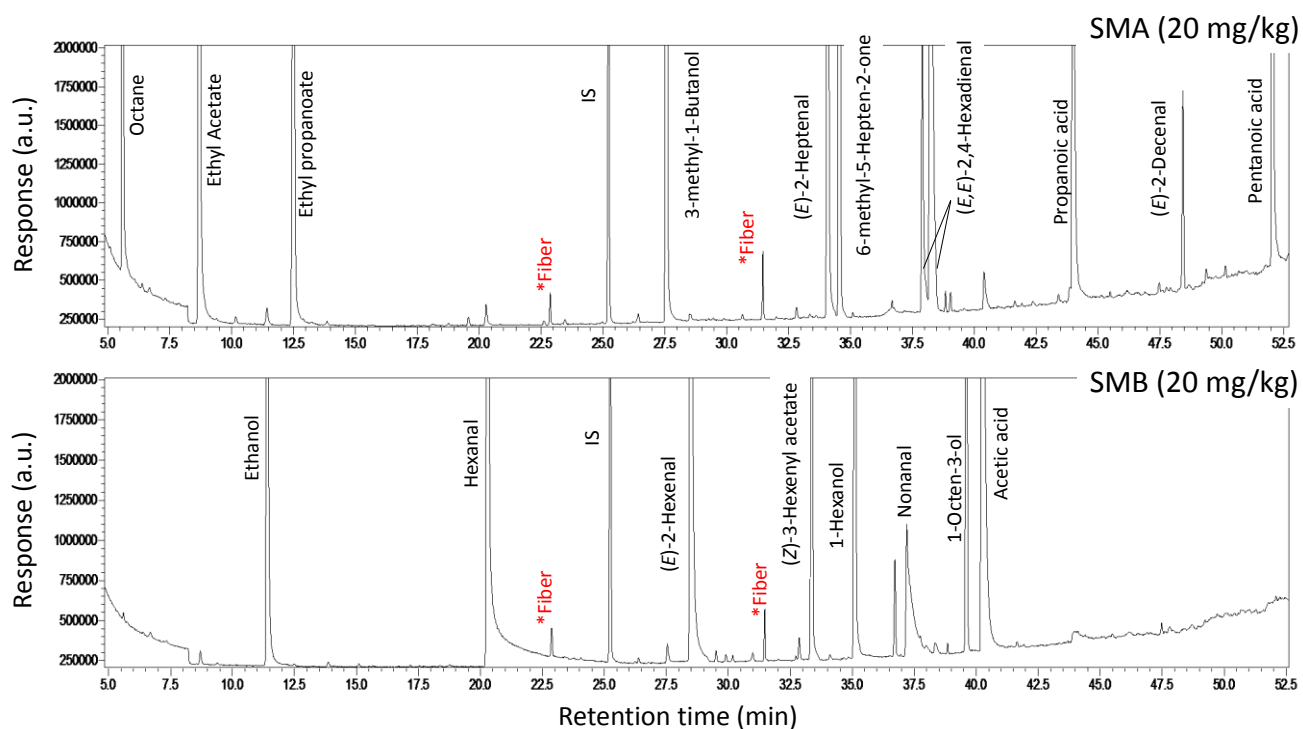 SMA (20 mg/kg)
Response (a.u.)
2000000
1750000
1500000
1250000
1000000
750000
500000
250000
Octane
Ethyl Acetate
Ethyl propanoate
*Fiber
IS
3-methyl-1-Butanol
*Fiber
(E)-2-Heptenal
6-methyl-5-Hepten-2-one
(E,E)-2,4-Hexadienal
Propanoic acid
(E)-2-Decenal
Pentanoic acid
5.0 7.5 10.0 12.5 15.0 17.5 20.0 22.5 25.0 27.5 30.0 32.5 35.0 37.5 40.0 42.5 45.0 47.5 50.0 52.5
SMB (20 mg/kg)
Response (a.u.)
2000000
1750000
1500000
1250000
1000000
750000
500000
250000
Ethanol
Hexanal
*Fiber
IS
(E)-2-Hexenal
*Fiber
(Z)-3-Hexenyl acetate
1-Hexanol
Nonanal
1-Octen-3-ol
Acetic acid
5.0 7.5 10.0 12.5 15.0 17.5 20.0 22.5 25.0 27.5 30.0 32.5 35.0 37.5 40.0 42.5 45.0 47.5 50.0 52.5
Retention time (min)